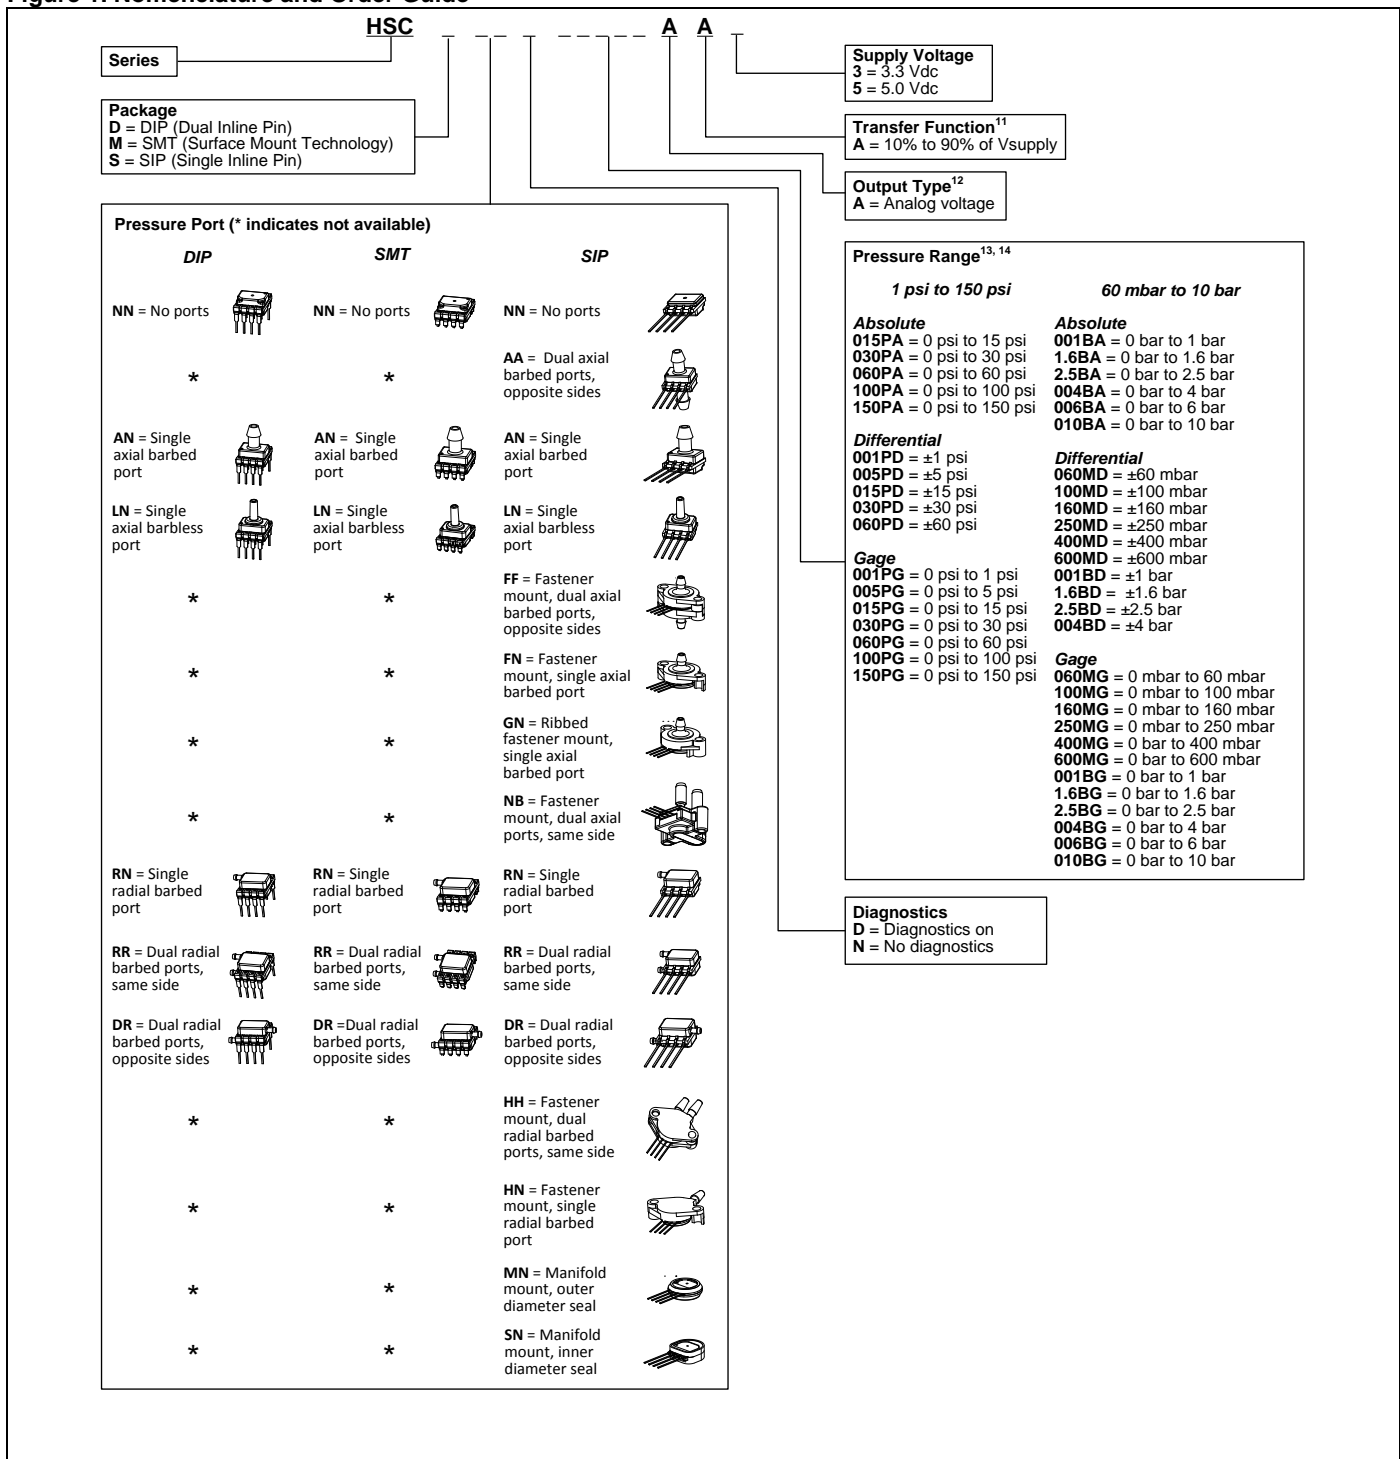 Figure 1. Nomenclature and Order Guide
HSC _ _ _ _ _ _ _ _ A A _
Series
Package
D = DIP (Dual Inline Pin)
M = SMT (Surface Mount Technology)
S = SIP (Single Inline Pin)
Supply Voltage
3 = 3.3 Vdc
5 = 5.0 Vdc
Transfer Function11
A = 10% to 90% of Vsupply
Output Type12
A = Analog voltage
Pressure Port (* indicates not available)
DIP SMT SIP
NN = No ports NN = No ports NN = No ports
* *
AA = Dual axial
barbed ports,
opposite sides
AN = Single
axial barbed
port
AN = Single
axial barbed
port
AN = Single
axial barbed
port
LN = Single
axial barbless
port
LN = Single
axial barbless
port
LN = Single
axial barbless
port
* *
FF = Fastener
mount, dual axial
barbed ports,
opposite sides
* *
FN = Fastener
mount, single axial
barbed port
* *
GN = Ribbed
fastener mount,
single axial
barbed port
* *
NB = Fastener
mount, dual axial
ports, same side
RN = Single
radial barbed
port
RN = Single
radial barbed
port
RN = Single
radial barbed
port
RR = Dual radial
barbed ports,
same side
RR = Dual radial
barbed ports,
same side
RR = Dual radial
barbed ports,
same side
DR = Dual radial
barbed ports,
opposite sides
DR =Dual radial
barbed ports,
opposite sides
DR = Dual radial
barbed ports,
opposite sides
* *
HH = Fastener
mount, dual
radial barbed
ports, same side
* *
HN = Fastener
mount, single
radial barbed
port
* *
MN = Manifold
mount, outer
diameter seal
* *
SN = Manifold
mount, inner
diameter seal
Pressure Range13, 14
1 psi to 150 psi
Absolute
015PA = 0 psi to 15 psi
030PA = 0 psi to 30 psi
060PA = 0 psi to 60 psi
100PA = 0 psi to 100 psi
150PA = 0 psi to 150 psi
Differential
001PD = ±1 psi
005PD = ±5 psi
015PD = ±15 psi
030PD = ±30 psi
060PD = ±60 psi
Gage
001PG = 0 psi to 1 psi
005PG = 0 psi to 5 psi
015PG = 0 psi to 15 psi
030PG = 0 psi to 30 psi
060PG = 0 psi to 60 psi
100PG = 0 psi to 100 psi
150PG = 0 psi to 150 psi
60 mbar to 10 bar
Absolute
001BA = 0 bar to 1 bar
1.6BA = 0 bar to 1.6 bar
2.5BA = 0 bar to 2.5 bar
004BA = 0 bar to 4 bar
006BA = 0 bar to 6 bar
010BA = 0 bar to 10 bar
Differential
060MD = ±60 mbar
100MD = ±100 mbar
160MD = ±160 mbar
250MD = ±250 mbar
400MD = ±400 mbar
600MD = ±600 mbar
001BD = ±1 bar
1.6BD = ±1.6 bar
2.5BD = ±2.5 bar
004BD = ±4 bar
Gage
060MG = 0 mbar to 60 mbar
100MG = 0 mbar to 100 mbar
160MG = 0 mbar to 160 mbar
250MG = 0 mbar to 250 mbar
400MG = 0 bar to 400 mbar
600MG = 0 bar to 600 mbar
001BG = 0 bar to 1 bar
1.6BG = 0 bar to 1.6 bar
2.5BG = 0 bar to 2.5 bar
004BG = 0 bar to 4 bar
006BG = 0 bar to 6 bar
010BG = 0 bar to 10 bar
Diagnostics
D = Diagnostics on
N = No diagnostics